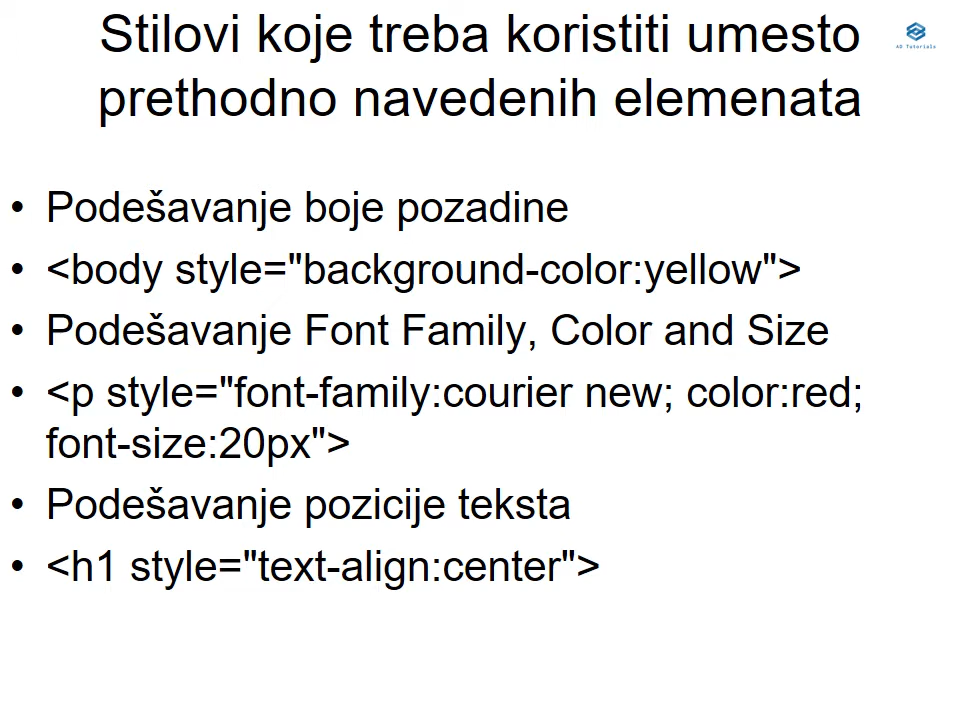 Stilovi koje treba koristiti umesto
prethodno navedenih elemenata
AD Tutorials
• Podešavanje boje pozadine
• <body style="background-color:yellow">
• Podešavanje Font Family, Color and Size
• <p style="font-family:courier new; color:red;
font-size:20px">
• Podešavanje pozicije teksta
• <h1 style="text-align:center">